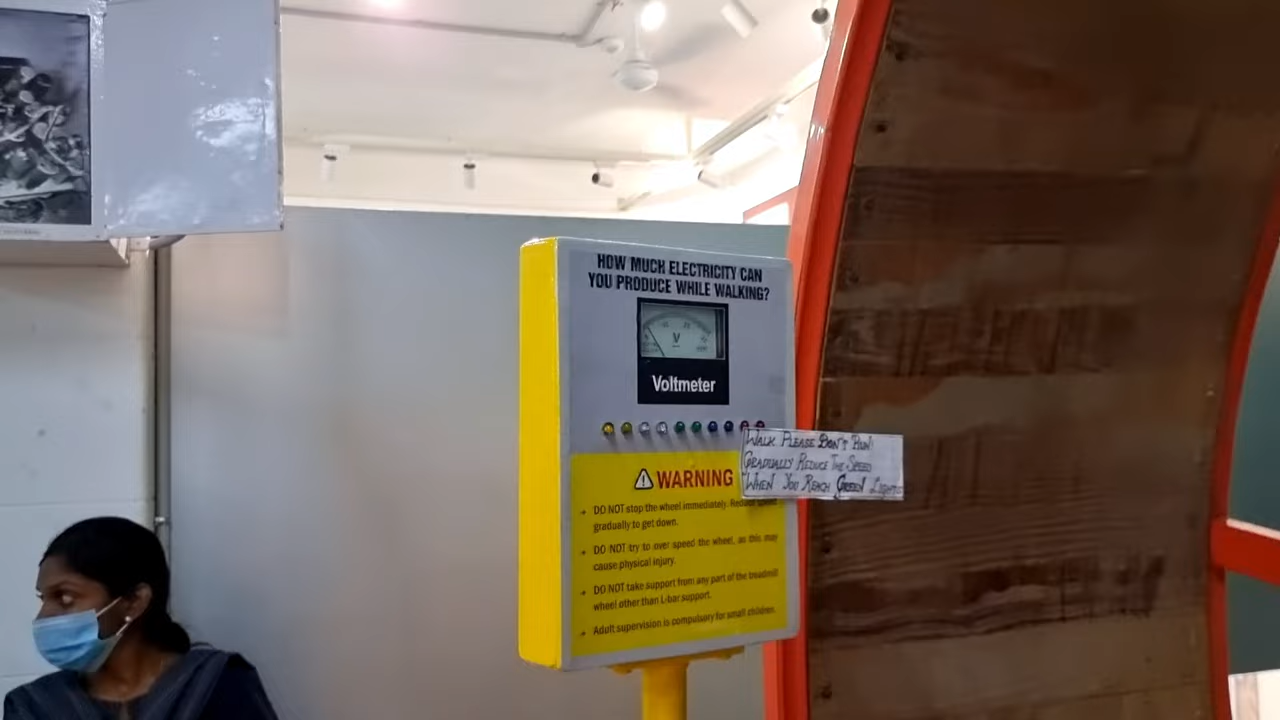 HOW MUCH ELECTRICITY CAN
YOU PRODUCE WHILE WALKING?
V
Voltmeter
WARNING
DO NOT stop the wheel immediately. Reduce
gradually to get down.
DO NOT try to over speed the wheel, as this may
cause physical injury.
DO NOT take support from any part of the treadmill
wheel other than L-bar support.
Adult supervision is compulsory for small children.
WALK PLEASE DON'T RUN
GRADUALLY REDUCE THE SPEED
WHEN YOU REACH GREEN LIGHT